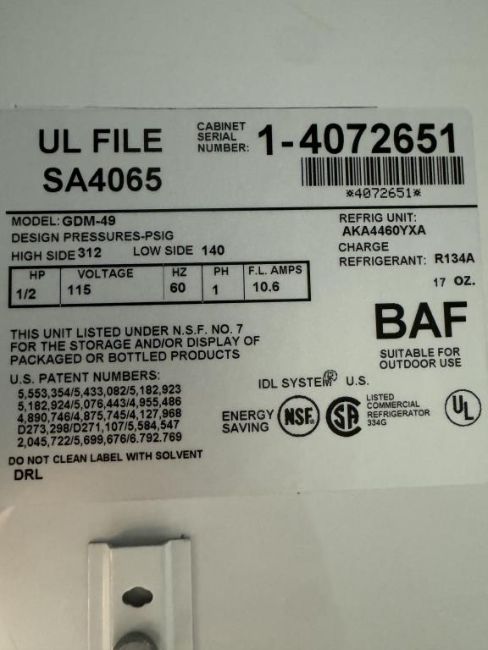 UL FILE
SA4065
CABINET
SERIAL
NUMBER:
1-4072651
*4072651*
MODEL: GDM-49
DESIGN PRESSURES-PSIG
HIGH SIDE 312 LOW SIDE 140
REFRIG UNIT:
AKA4460YXA
CHARGE
REFRIGERANT: R134A
17 OZ.
HP VOLTAGE HZ PH F.L. AMPS
1/2 115 60 1 10.6
BAF
SUITABLE FOR
OUTDOOR USE
THIS UNIT LISTED UNDER N.S.F. NO. 7
FOR THE STORAGE AND/OR DISPLAY OF
PACKAGED OR BOTTLED PRODUCTS
U.S. PATENT NUMBERS:
5,553,354/5,433,082/5,182,923
5,182,924/5,076,443/4,955,486
4,890,746/4,875,745/4,127,968
D273,298/D271,107/5,584,547
2,045,722/5,699,676/6.792.769
IDL SYSTEM® U.S.
ENERGY
SAVING
NSF®
SA
LISTED
COMMERCIAL
REFRIGERATOR
334G
UL
DO NOT CLEAN LABEL WITH SOLVENT
DRL